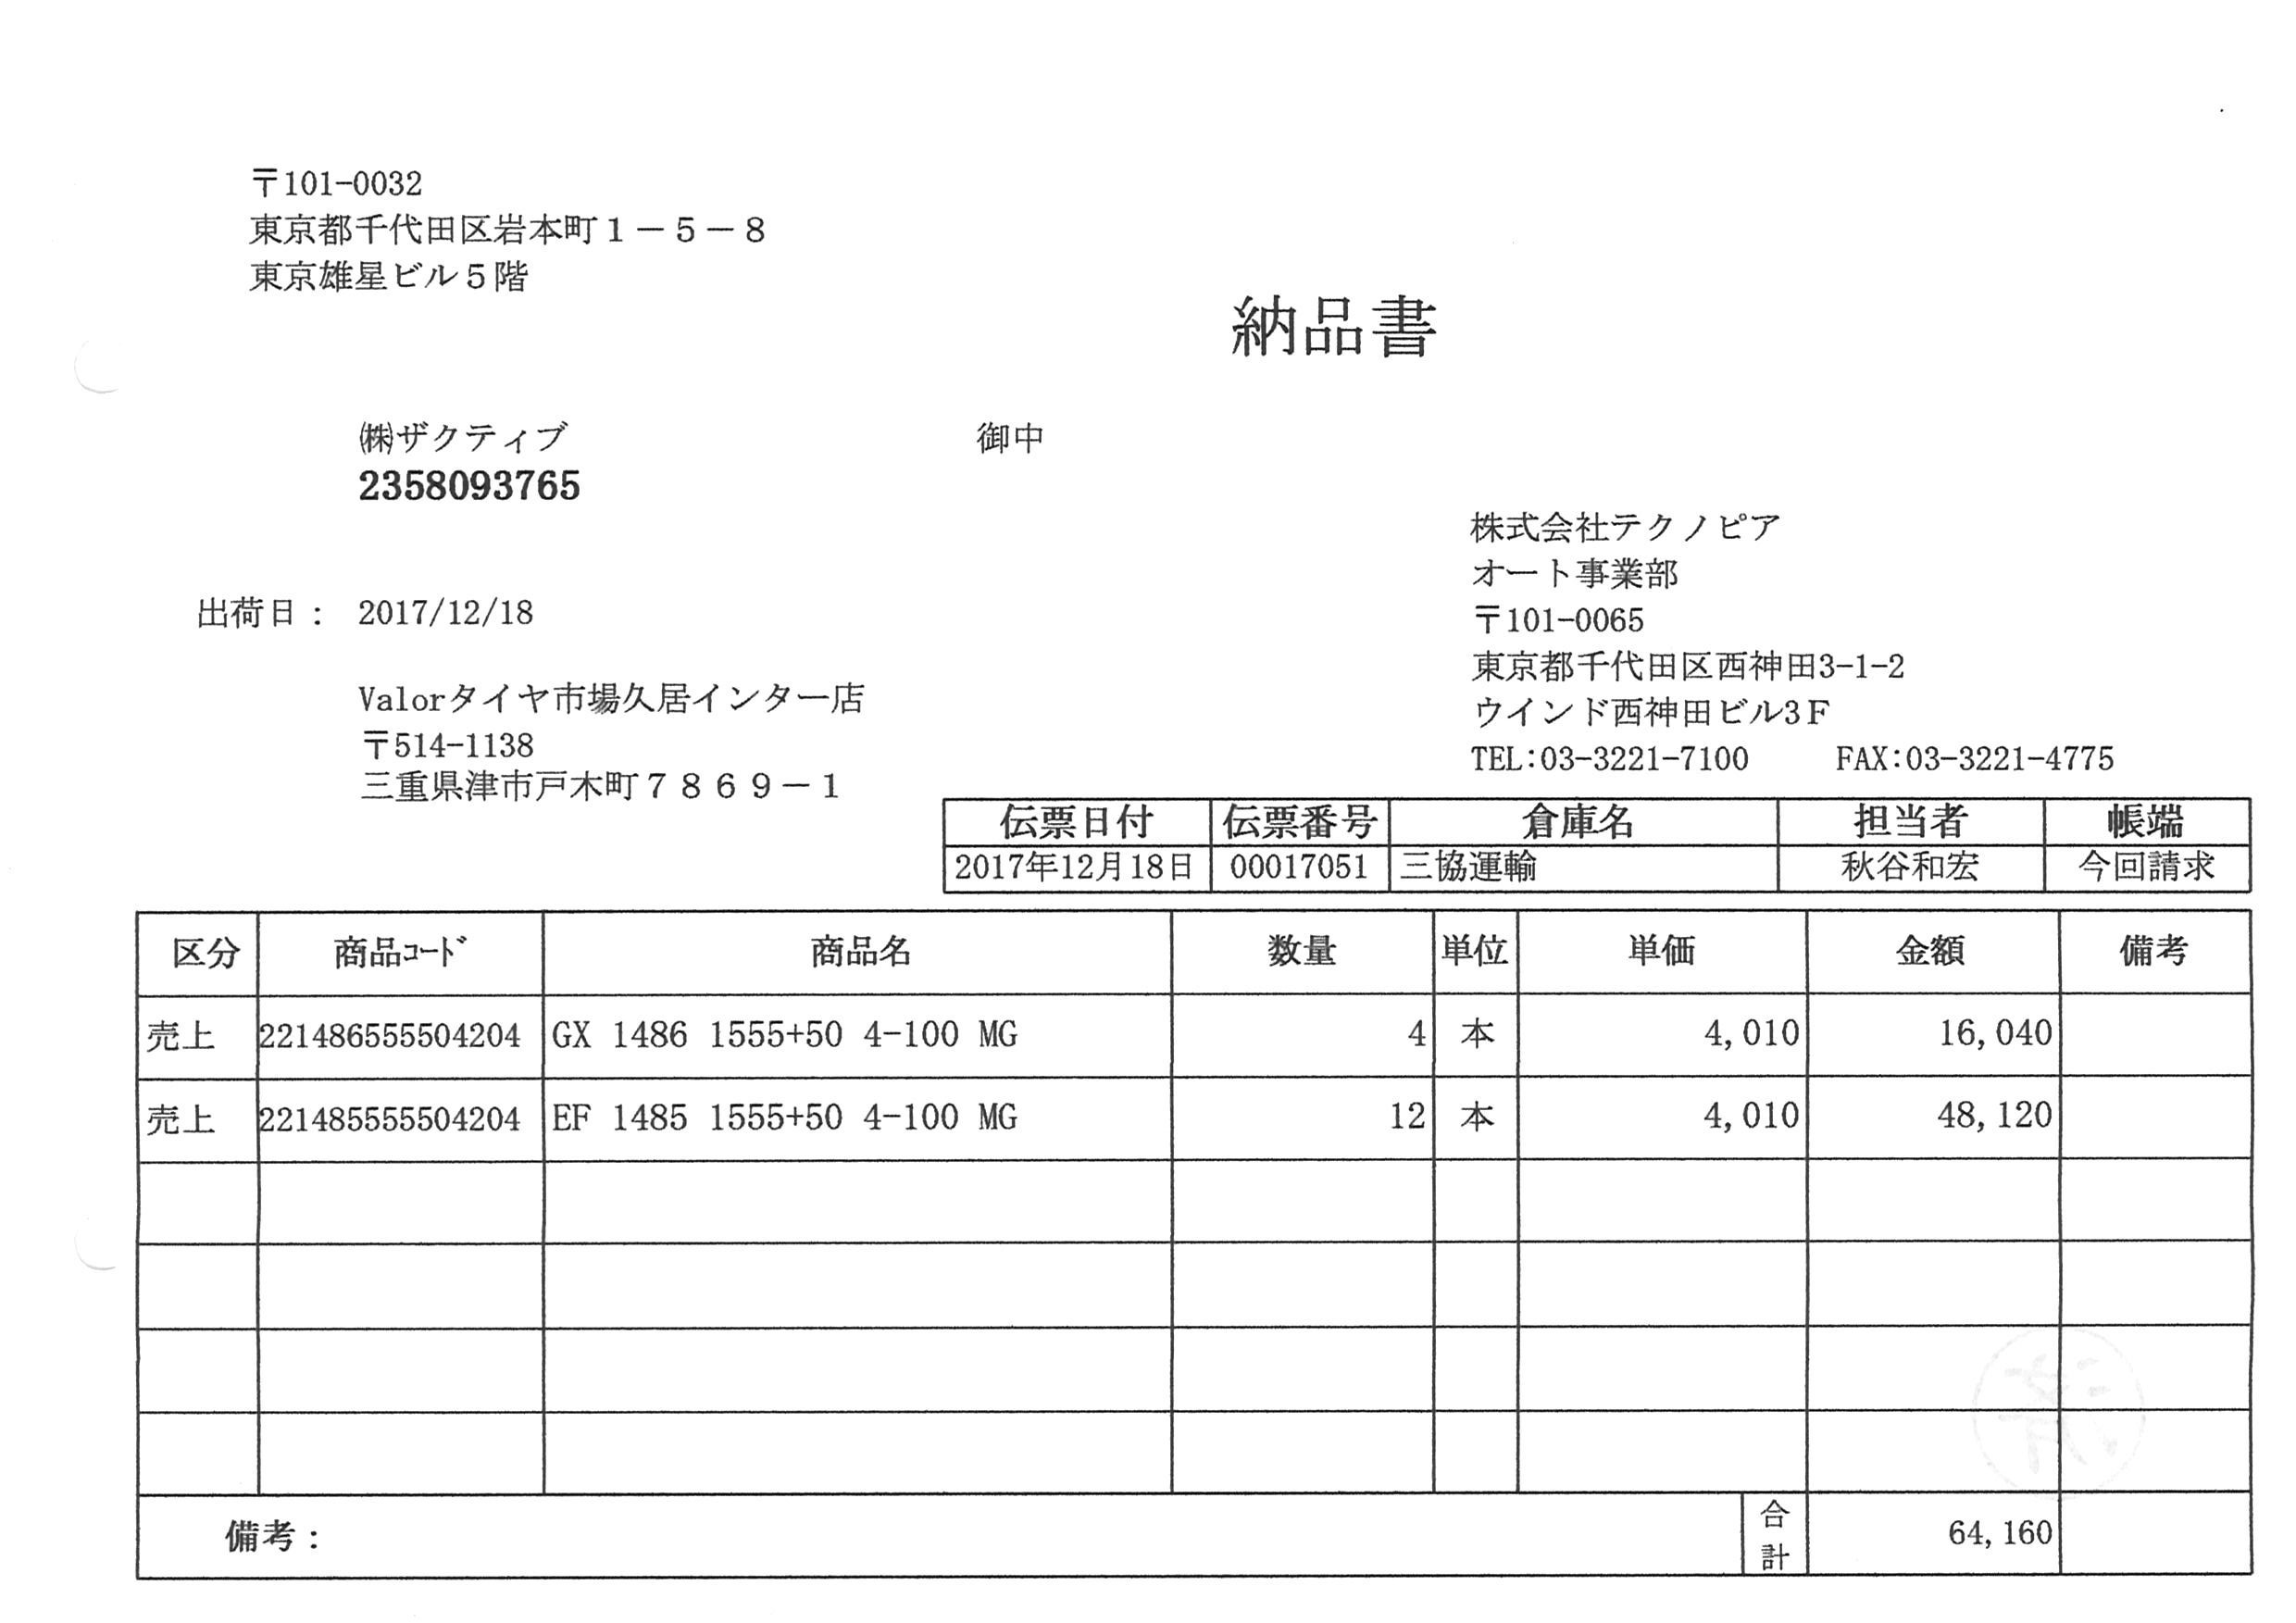 〒101-0032
東京都千代田区岩本町１－５－８
東京雄星ビル５階
納品書
㈱ザクティブ 御中
2358093765
株式会社テクノピア
オート事業部
〒101-0065
東京都千代田区西神田3-1-2
ウインド西神田ビル3Ｆ
TEL:03-3221-7100 FAX:03-3221-4775
出荷日： 2017/12/18
Valorタイヤ市場久居インター店
〒514-1138
三重県津市戸木町７８６９－１
伝票日付 伝票番号 倉庫名 担当者 帳端
2017年12月18日 00017051 三協運輸 秋谷和宏 今回請求
区分 商品ｺｰﾄﾞ 商品名 数量 単位 単価 金額 備考
売上 221486555504204 GX 1486 1555+50 4-100 MG 4 本 4,010 16,040
売上 221485555504204 EF 1485 1555+50 4-100 MG 12 本 4,010 48,120
備考： 合計 64,160